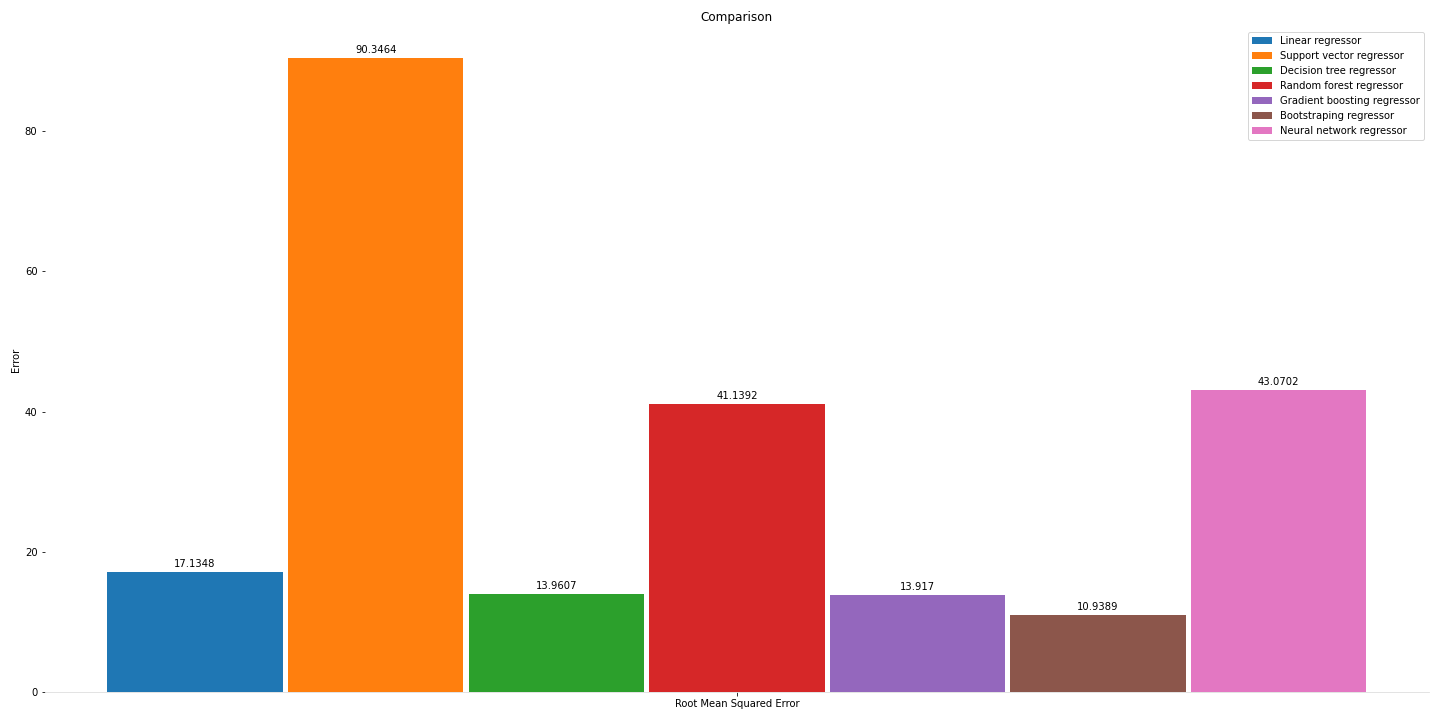 Comparison
Linear regressor
Support vector regressor
Decision tree regressor
Random forest regressor
Gradient boosting regressor
Bootstraping regressor
Neural network regressor
Error
80
60
40
20
0
17.1348
90.3464
13.9607
41.1392
13.917
10.9389
43.0702
Root Mean Squared Error